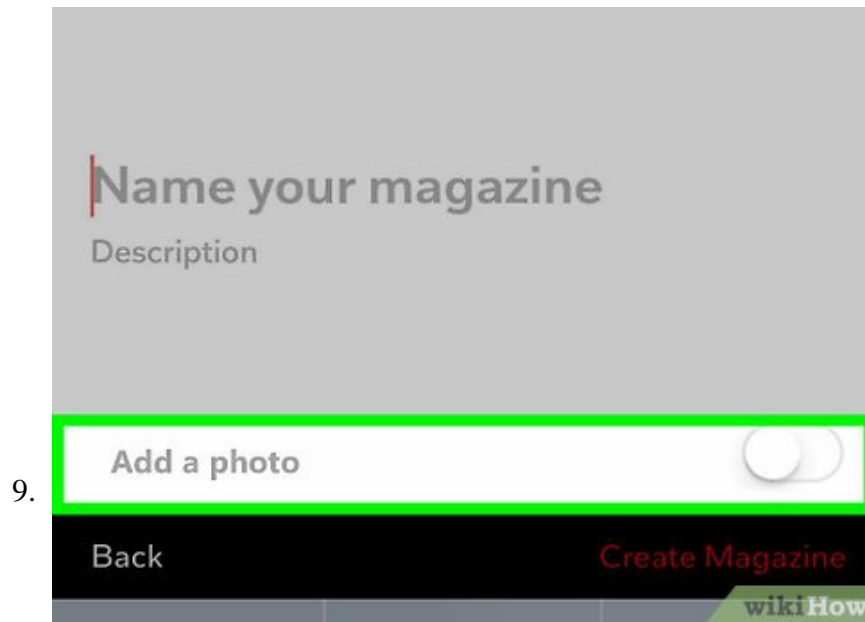 Name your magazine
Description
Add a photo
9.
Back Create Magazine
wikiHow